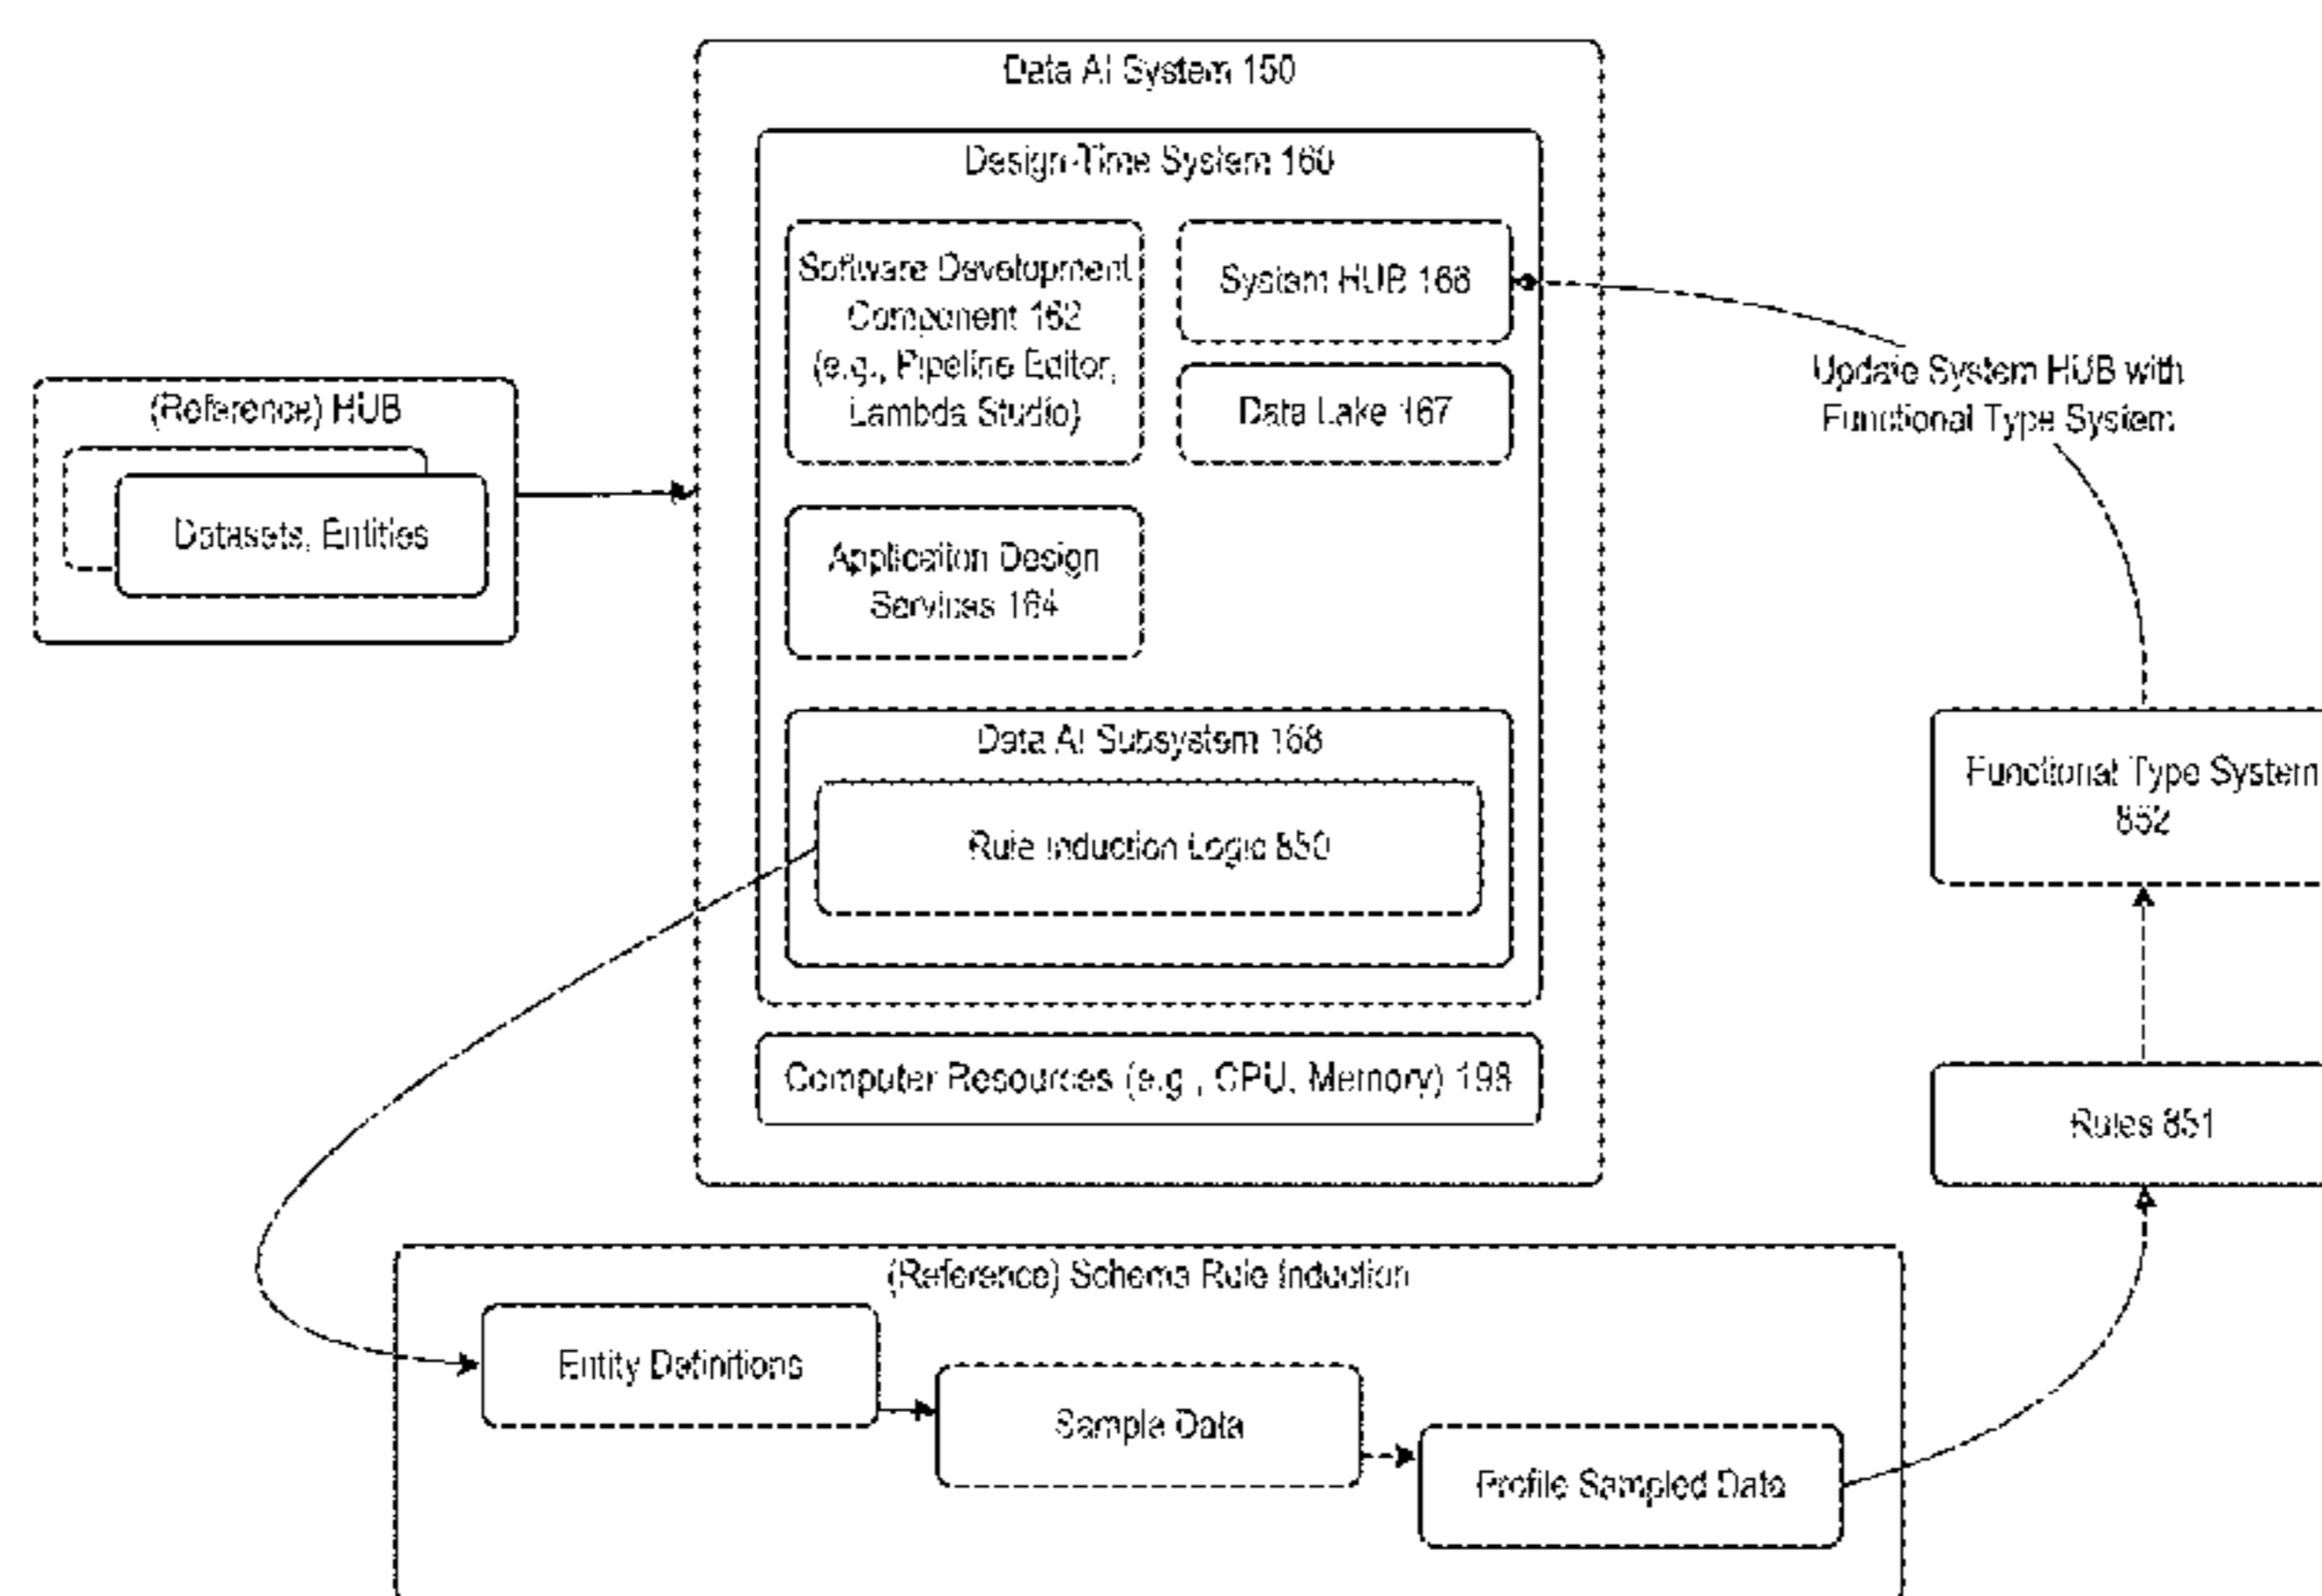 Data AI System 150
Design-Time System 160
Software Development
Component 162
(e.g., Pipeline Editor,
Lambda Studio)
System HUB 166
Data Lake 167
Update System HUB with
Functional Type System
(Reference) HUB
Datasets, Entities
Application Design
Services 164
Data AI Subsystem 168
Rule Induction Logic 850
Functional Type System
852
Computer Resources (e.g., CPU, Memory) 198
Rules 851
(Reference) Schema Rule Induction
Entity Definitions
Sample Data
Profile Sampled Data